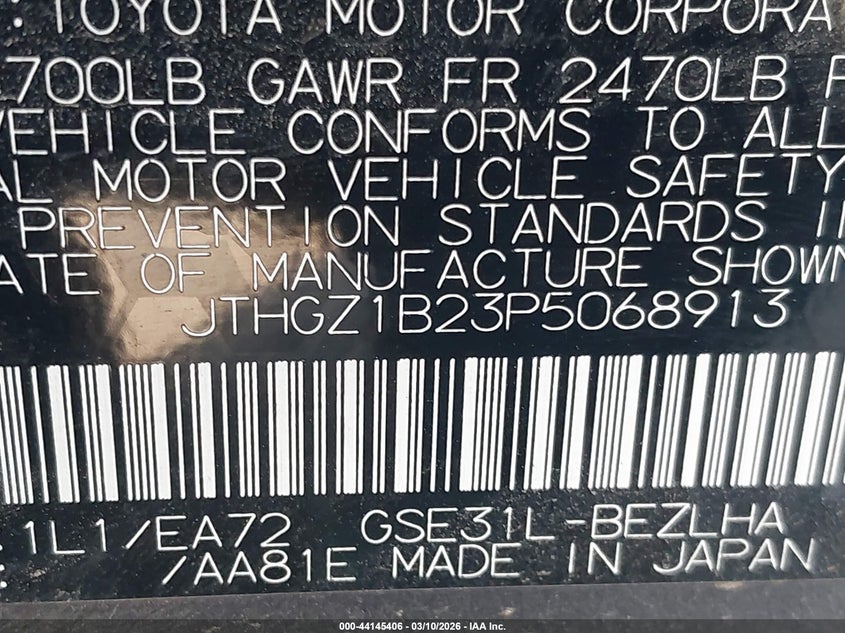 : TOYOTA MOTOR CORPORA
700LB GAWR FR 2470LB
VEHICLE CONFORMS TO ALL
AL MOTOR VEHICLE SAFETY
PREVENTION STANDARDS I
ATE OF MANUFACTURE SHOWN
JTHGZ1B23P5068913
1L1/EA72 GSE31L-BEZLHA
/AA81E MADE IN JAPAN
000-44145406 - 03/10/2026 - IAA Inc.